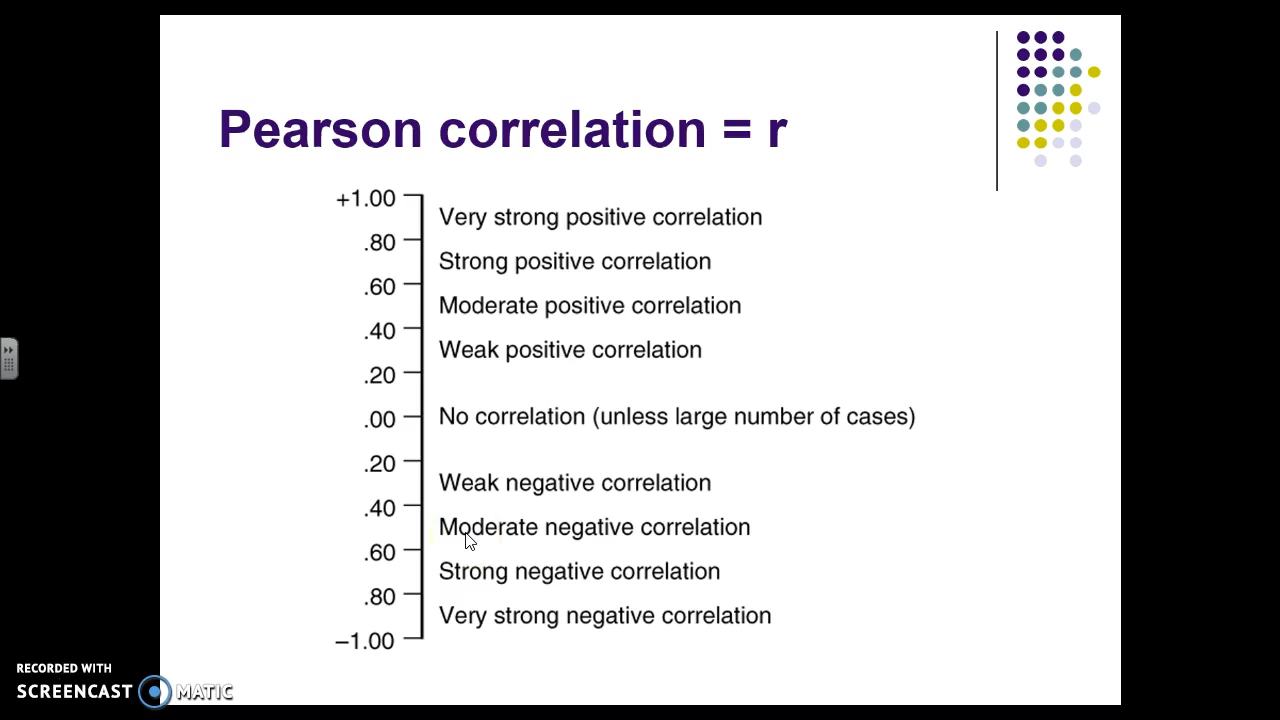 Pearson correlation = r
+1.00
Very strong positive correlation
.80
Strong positive correlation
.60
Moderate positive correlation
.40
Weak positive correlation
.20
.00
No correlation (unless large number of cases)
.20
Weak negative correlation
.40
Moderate negative correlation
.60
Strong negative correlation
.80
Very strong negative correlation
–1.00
RECORDED WITH
SCREENCAST MATIC